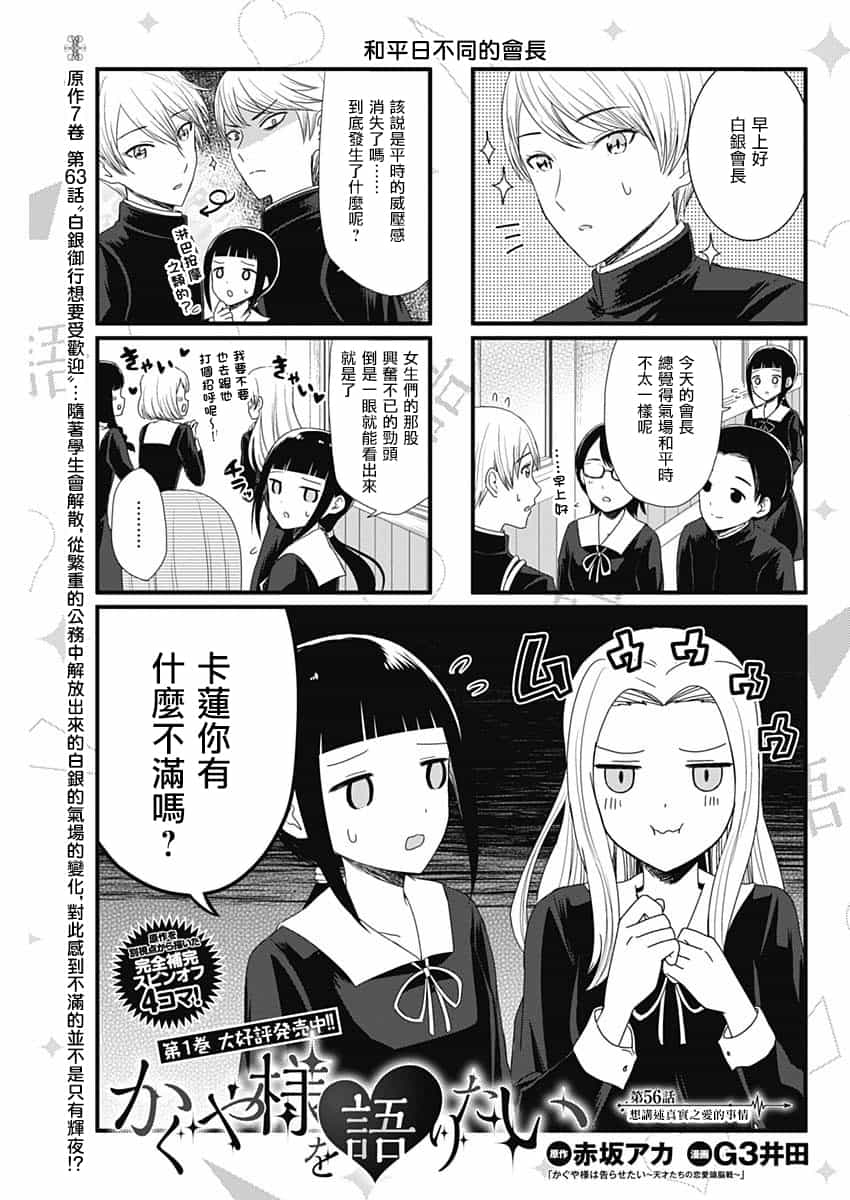 和平日不同的會長
早上好
白銀會長
今天的會長
總覺得氣場和平時
不太一樣呢
……早上好
該說是平時的威壓感
消失了嗎……
到底發生了什麼呢？
淋巴按摩
之類的？
女生們的那股
興奮不已的勁頭
倒是一眼就能看出來
就是了
我要不要
也去跟他
打個招呼呢～！
きゃいっ
きゃいっ
チラッ
………
卡蓮你有
什麼不滿嗎？
ムゥゥゥ
原作7卷 第63話〝白銀御行想要受歡迎〞…隨著學生會解散,從繁重的公務中解放出來的白銀的氣場的變化,對此感到不滿的並不是只有輝夜!?
原作を
別視点から描いた
完全補完
スピンオフ
4コマ！
第1巻 大好評発売中!!
かぐや様を語りたい
第56話
想講述真實之愛的事情
原作 赤坂アカ 漫画 G3井田
「かぐや様は告らせたい～天才たちの恋愛頭脳戦～」
語
語
語